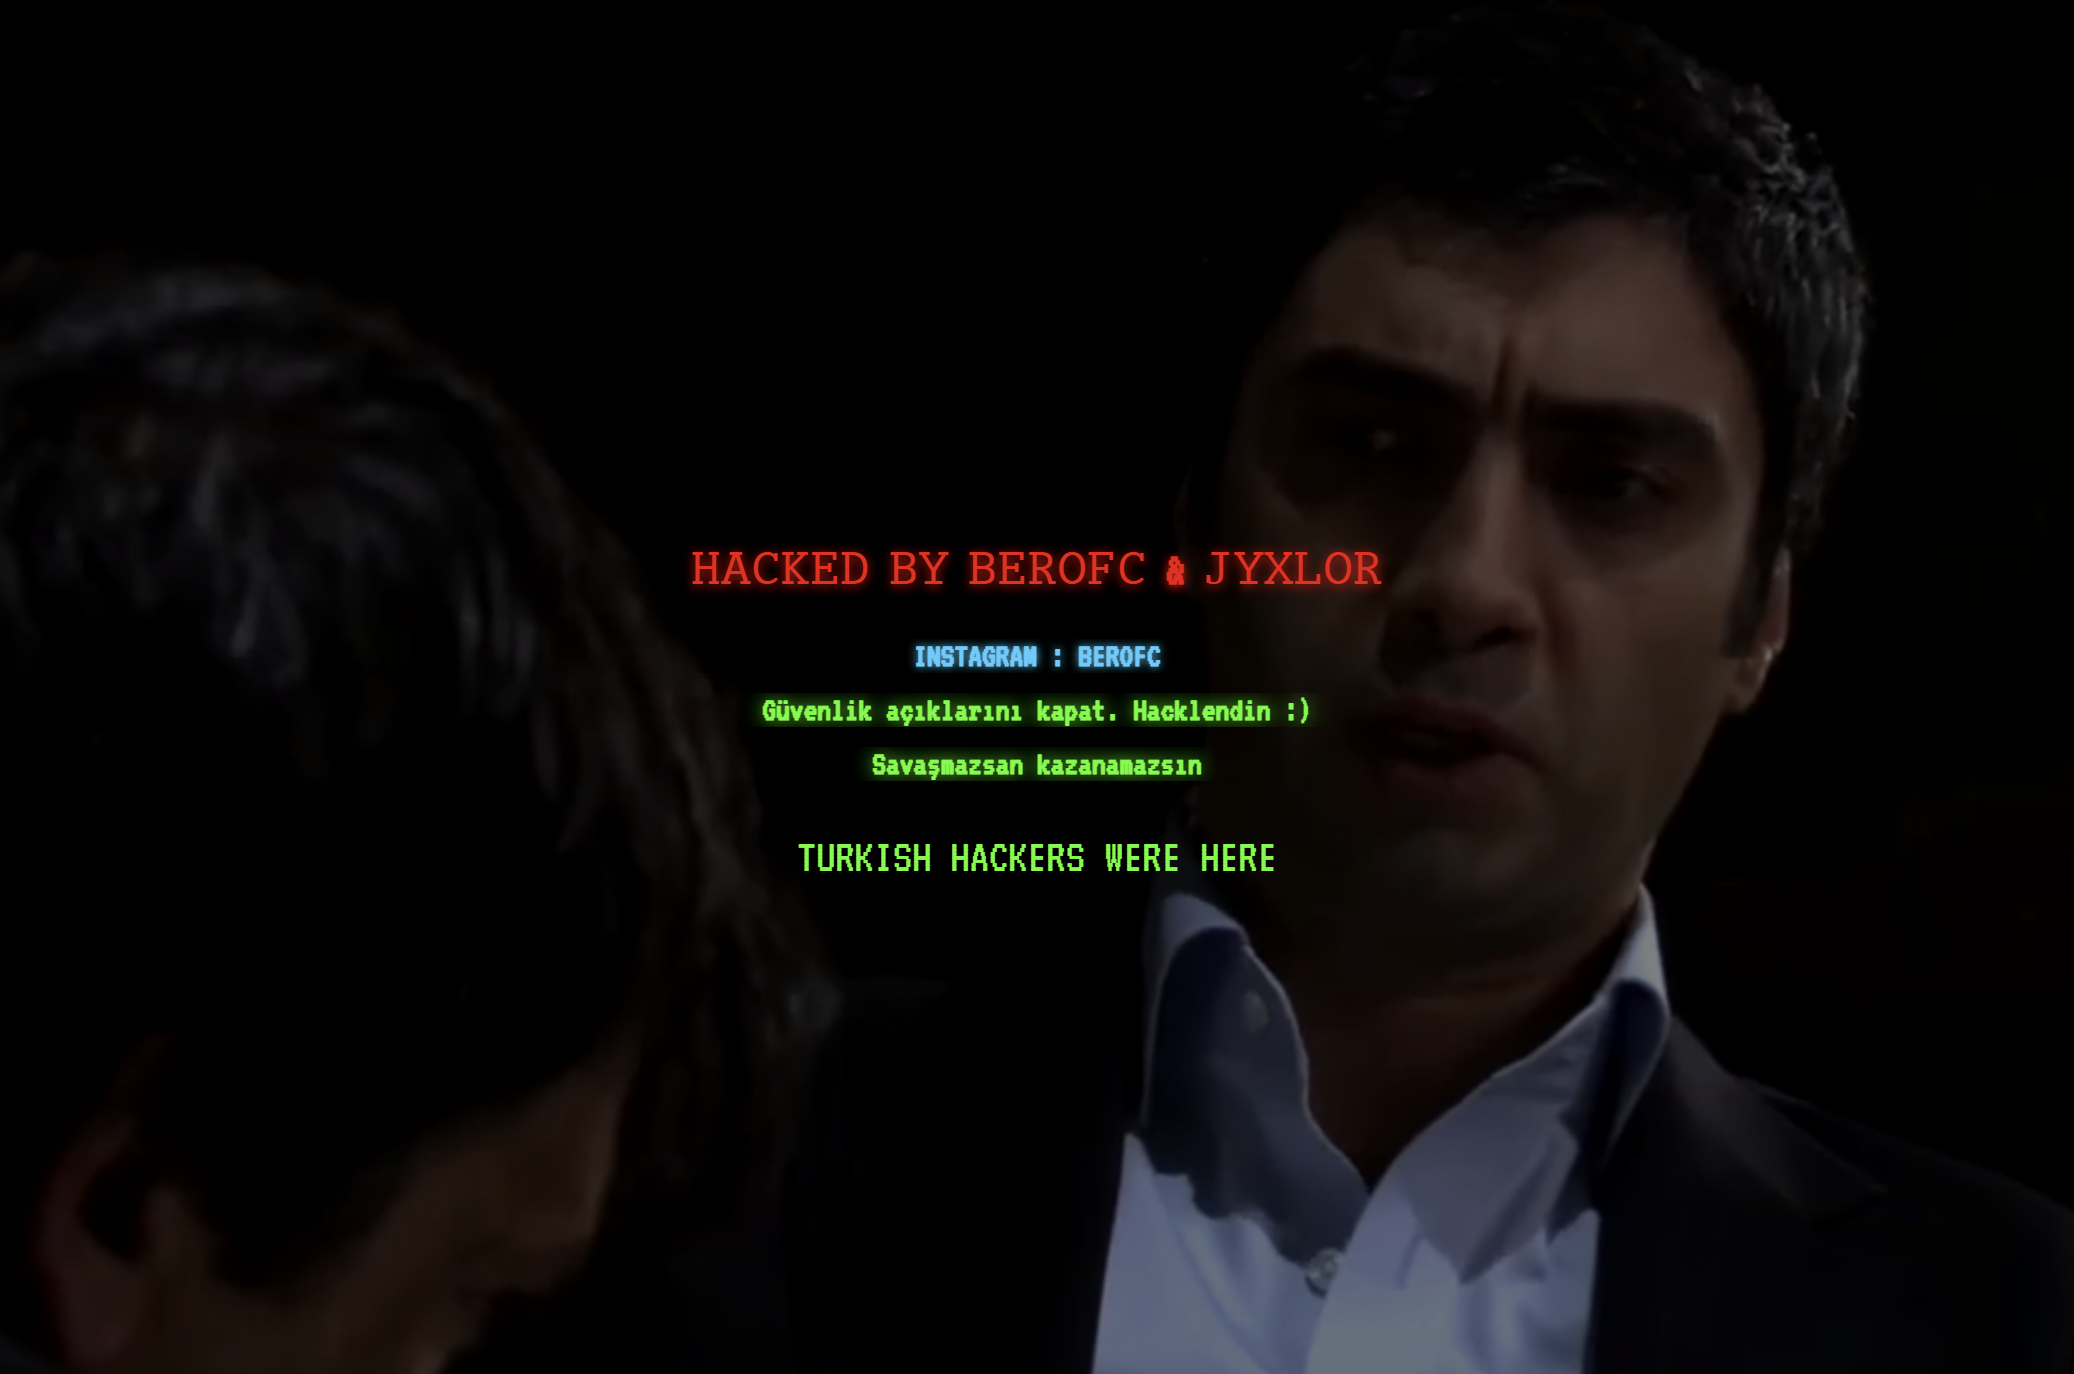 HACKED BY BEROFC & JYXLOR
INSTAGRAM : BEROFC
Güvenlik açıklarını kapat. Hacklendin :)
Savaşmazsan kazanamazsın
TURKISH HACKERS WERE HERE